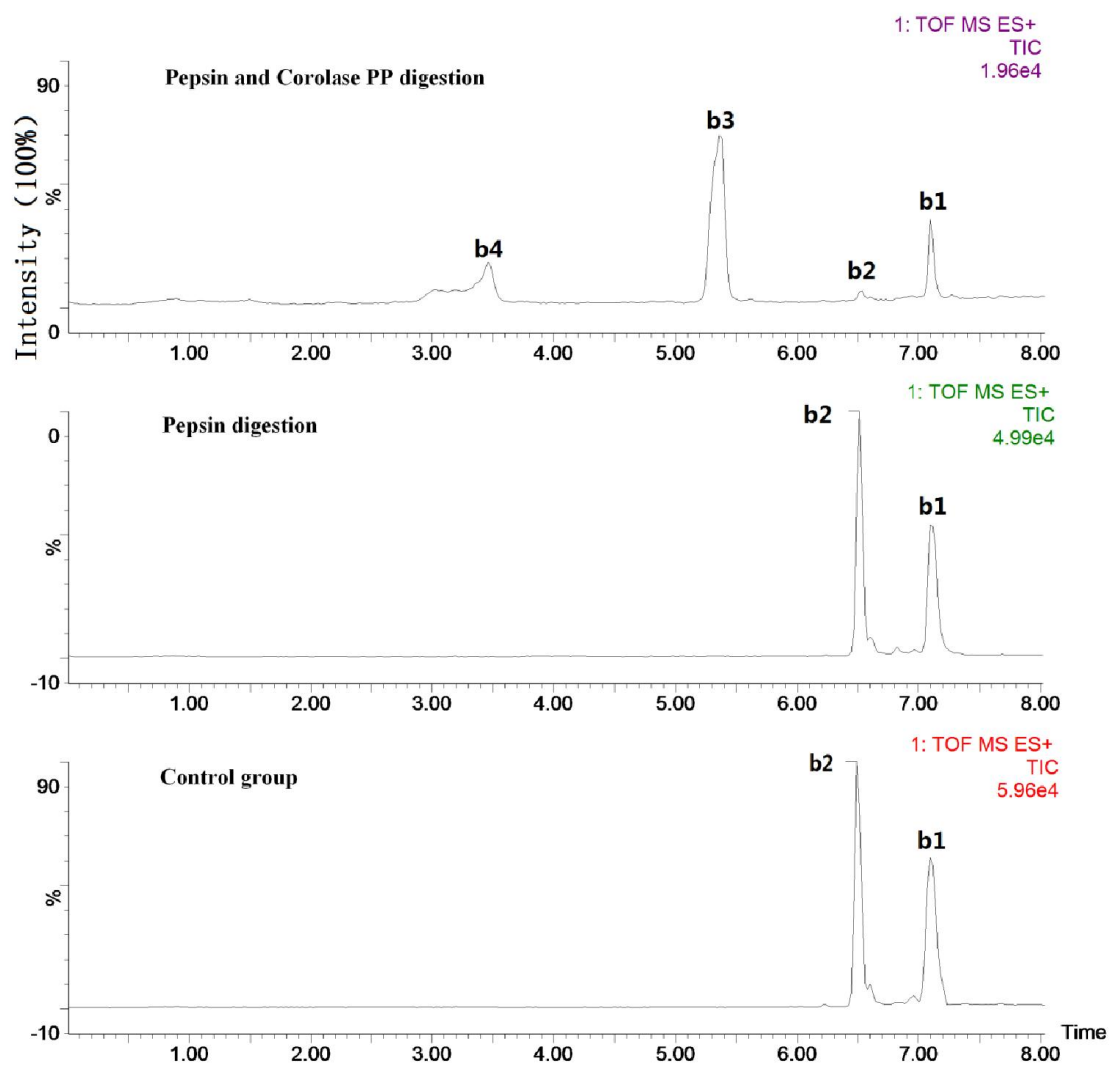 1: TOF MS ES+
TIC
1.96e4
Pepsin and Corolase PP digestion
90
Intensity (100%)
%
0
b4
b3
b2
b1
1.00 2.00 3.00 4.00 5.00 6.00 7.00 8.00
1: TOF MS ES+
TIC
4.99e4
Pepsin digestion
0
%
-10
b2
b1
1.00 2.00 3.00 4.00 5.00 6.00 7.00 8.00
1: TOF MS ES+
TIC
5.96e4
Control group
90
%
-10
b2
b1
Time
1.00 2.00 3.00 4.00 5.00 6.00 7.00 8.00